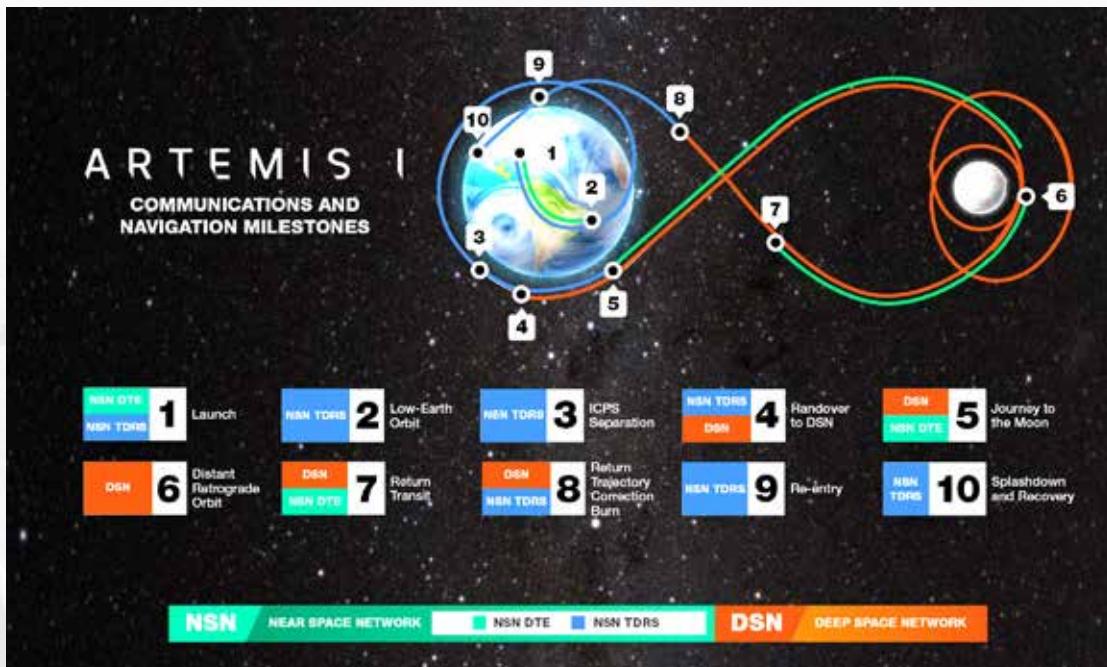 9
8
10
1
ARTEMIS I
COMMUNICATIONS AND
NAVIGATION MILESTONES
2
6
7
3
5
4
NSN DTE
NSN TDRS
1
Launch
NSN TDRS
2
Low-Earth
Orbit
NSN TDRS
3
ICPS
Separation
NSN TDRS
DSN
4
Randover
to DSN
DSN
NSN DTE
5
Journey to
the Moon
DSN
6
Distant
Retrograde
Orbit
DSN
NSN DTE
7
Return
Transit
DSN
NSN TDRS
8
Return
Trajectory
Correction
Burn
NSN TDRS
9
Re-entry
NSN
TDRS
10
Splashdown
and Recovery
NSN NEAR SPACE NETWORK NSN DTE NSN TDRS DSN DEEP SPACE NETWORK